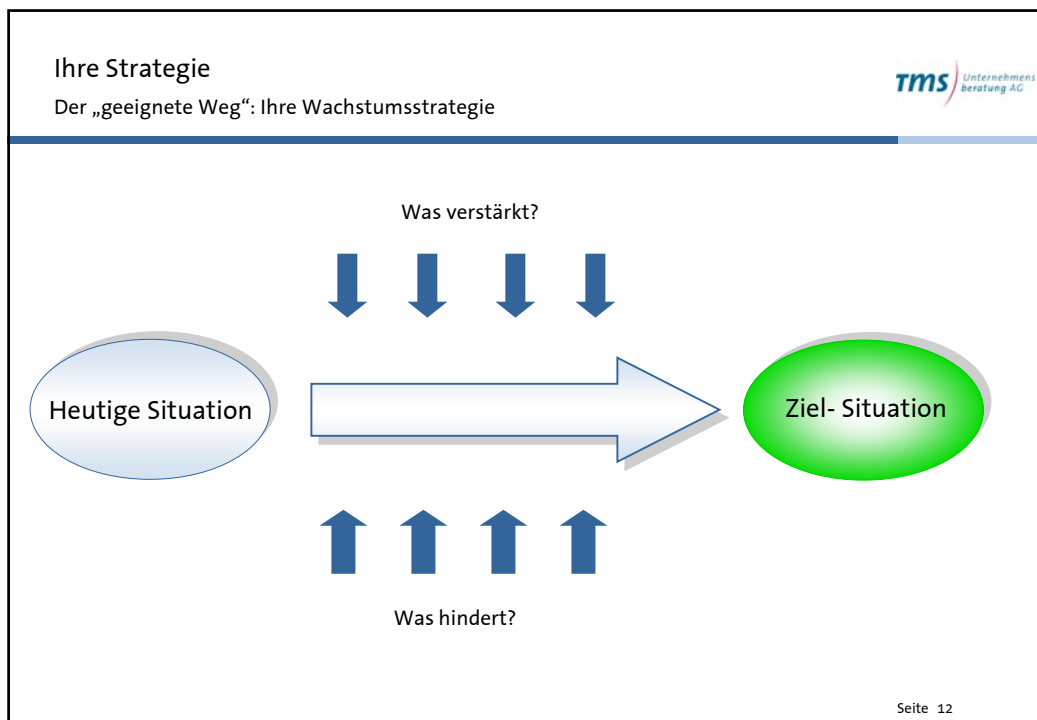 Ihre Strategie
Der „geeignete Weg“: Ihre Wachstumsstrategie
TMS Unternehmens
beratung AG
Was verstärkt?
Heutige Situation
Ziel- Situation
Was hindert?
Seite 12